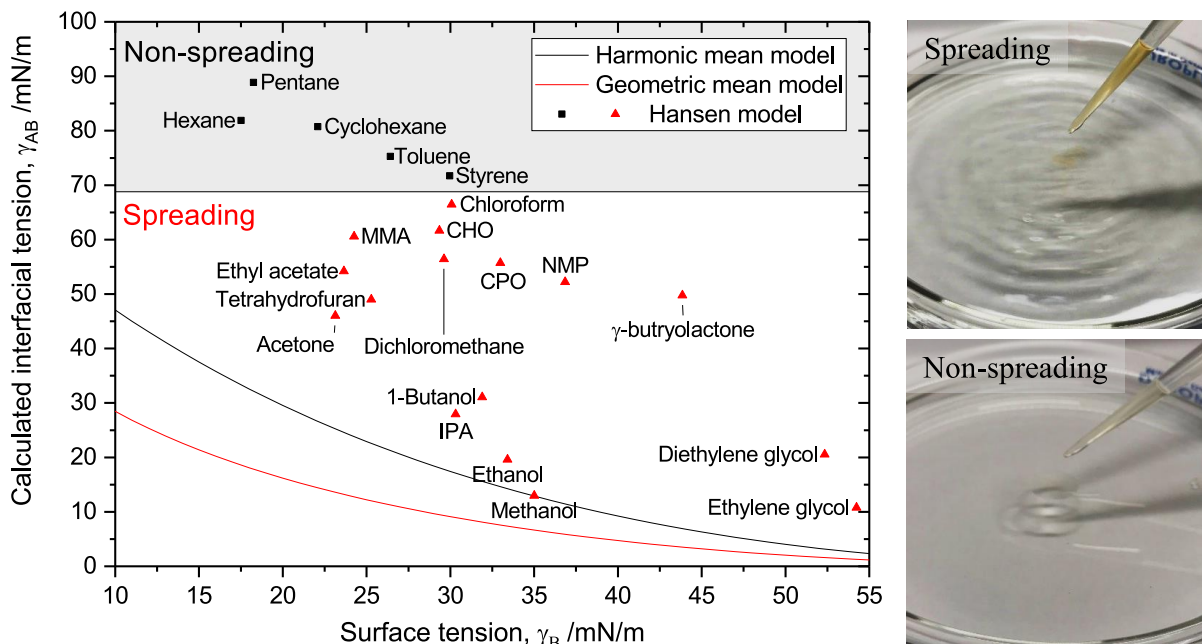 Calculated interfacial tension, γAB /mN/m
100
90
80
70
60
50
40
30
20
10
0
Non-spreading
Harmonic mean model
Geometric mean model
Hansen model
Pentane
Hexane
Cyclohexane
Toluene
Styrene
Spreading
Chloroform
MMA
CHO
Ethyl acetate
CPO
NMP
Tetrahydrofuran
γ-butryolactone
Acetone
Dichloromethane
1-Butanol
IPA
Ethanol
Diethylene glycol
Methanol
Ethylene glycol
10 15 20 25 30 35 40 45 50 55
Surface tension, γB /mN/m
Spreading
Non-spreading